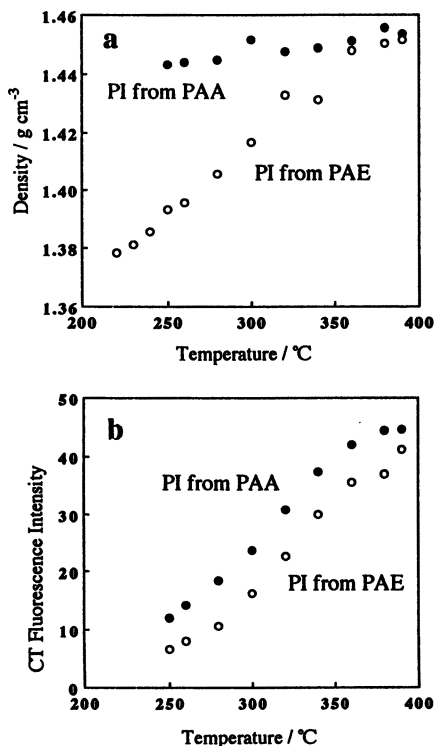 1.46
a
1.44
PI from PAA
1.42
PI from PAE
1.40
1.38
1.36
200
250
300
350
400
Density / g cm⁻³
Temperature / °C
50
b
40
PI from PAA
30
20
PI from PAE
10
0
200
250
300
350
400
CT Fluorescence Intensity
Temperature / °C